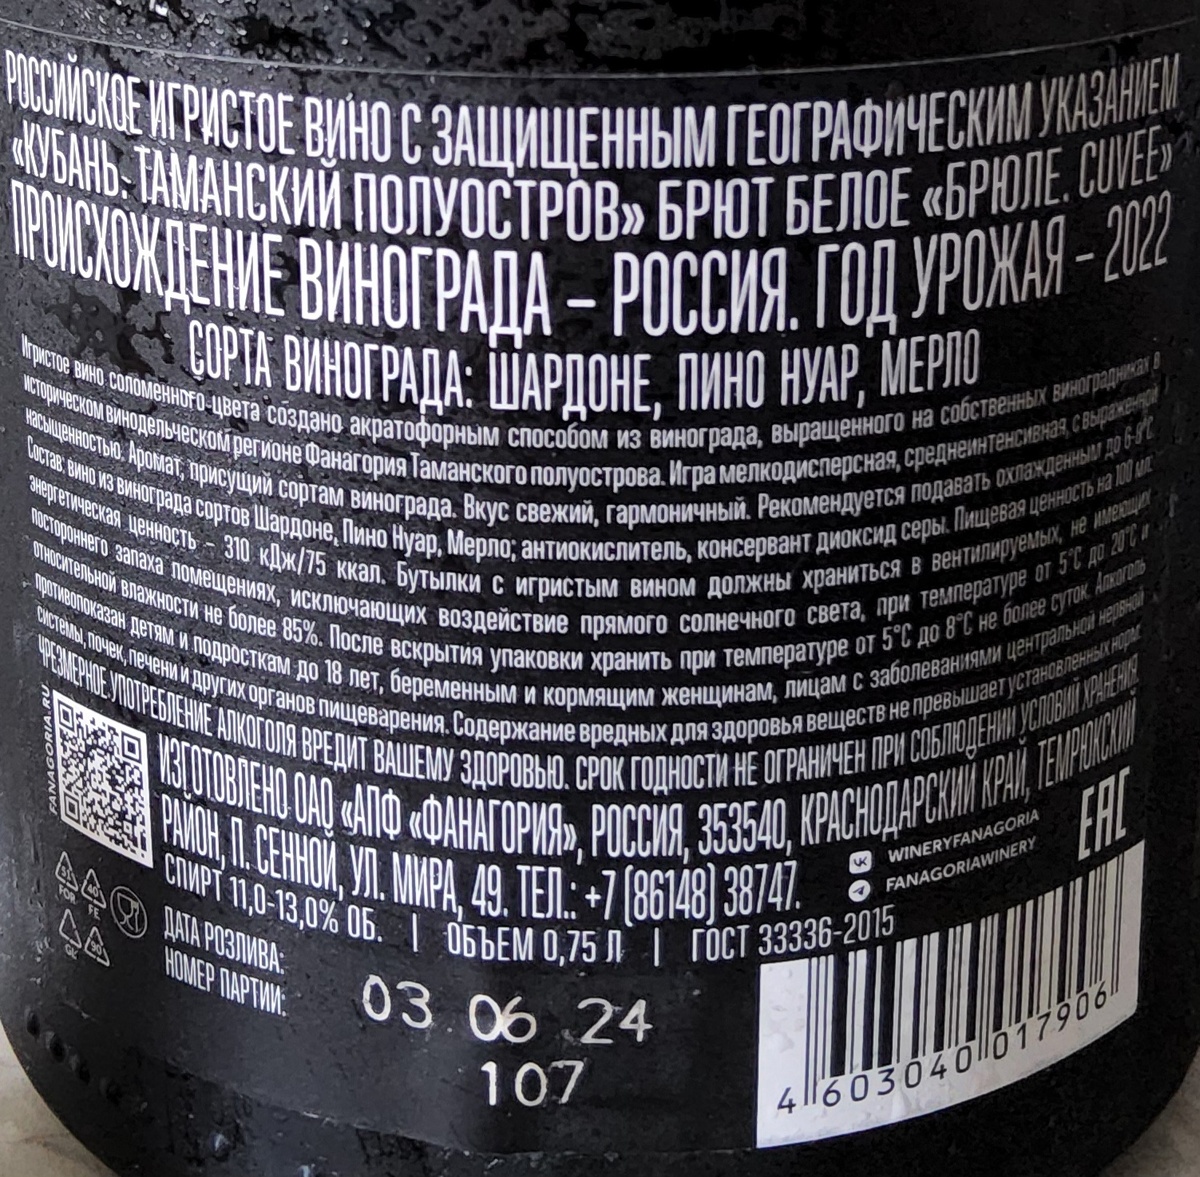 РОССИЙСКОЕ ИГРИСТОЕ ВИНО С ЗАЩИЩЕННЫМ ГЕОГРАФИЧЕСКИМ УКАЗАНИЕМ
«КУБАНЬ. ТАМАНСКИЙ ПОЛУОСТРОВ» БРЮТ БЕЛОЕ «БРЮЛЕ. CUVEE»
ПРОИСХОЖДЕНИЕ ВИНОГРАДА – РОССИЯ. ГОД УРОЖАЯ – 2022
СОРТА ВИНОГРАДА: ШАРДОНЕ, ПИНО НУАР, МЕРЛО
Игристое вино соломенного цвета создано акратофорным способом из винограда, выращенного на собственных виноградниках в
историческом винодельческом регионе Фанагория Таманского полуострова. Игра мелкодисперсная, среднеинтенсивная, с выраженной
насыщенностью. Аромат, присущий сортам винограда. Вкус свежий, гармоничный. Рекомендуется подавать охлажденным до 6-8°С
Состав: вино из винограда сортов Шардоне, Пино Нуар, Мерло; антиокислитель, консервант диоксид серы. Пищевая ценность на 100 мл:
энергетическая ценность – 310 кДж/75 ккал. Бутылки с игристым вином должны храниться в вентилируемых, не имеющих
постороннего запаха помещениях, исключающих воздействие прямого солнечного света, при температуре от 5°С до 20°С и
относительной влажности не более 85%. После вскрытия упаковки хранить при температуре от 5°С до 8°С не более суток. Алкоголь
противопоказан детям и подросткам до 18 лет, беременным и кормящим женщинам, лицам с заболеваниями центральной нервной
системы, почек, печени и других органов пищеварения. Содержание вредных для здоровья веществ не превышает установленных норм.
ЧРЕЗМЕРНОЕ УПОТРЕБЛЕНИЕ АЛКОГОЛЯ ВРЕДИТ ВАШЕМУ ЗДОРОВЬЮ. СРОК ГОДНОСТИ НЕ ОГРАНИЧЕН ПРИ СОБЛЮДЕНИИ УСЛОВИЙ ХРАНЕНИЯ.
FANAGORIA.RU
ИЗГОТОВЛЕНО ОАО «АПФ «ФАНАГОРИЯ», РОССИЯ, 353540, КРАСНОДАРСКИЙ КРАЙ, ТЕМРЮКСКИЙ
РАЙОН, П. СЕННОЙ, УЛ. МИРА, 49. ТЕЛ.: +7 (86148) 38747.
WINERYFANAGORIA
FANAGORIAWINERY
EAC
СПИРТ 11,0-13,0% ОБ. | ОБЪЕМ 0,75 Л | ГОСТ 33336-2015
51 FOR
40 FE
90
ДАТА РОЗЛИВА:
НОМЕР ПАРТИИ:
03 06 24
107
4 603040 017906